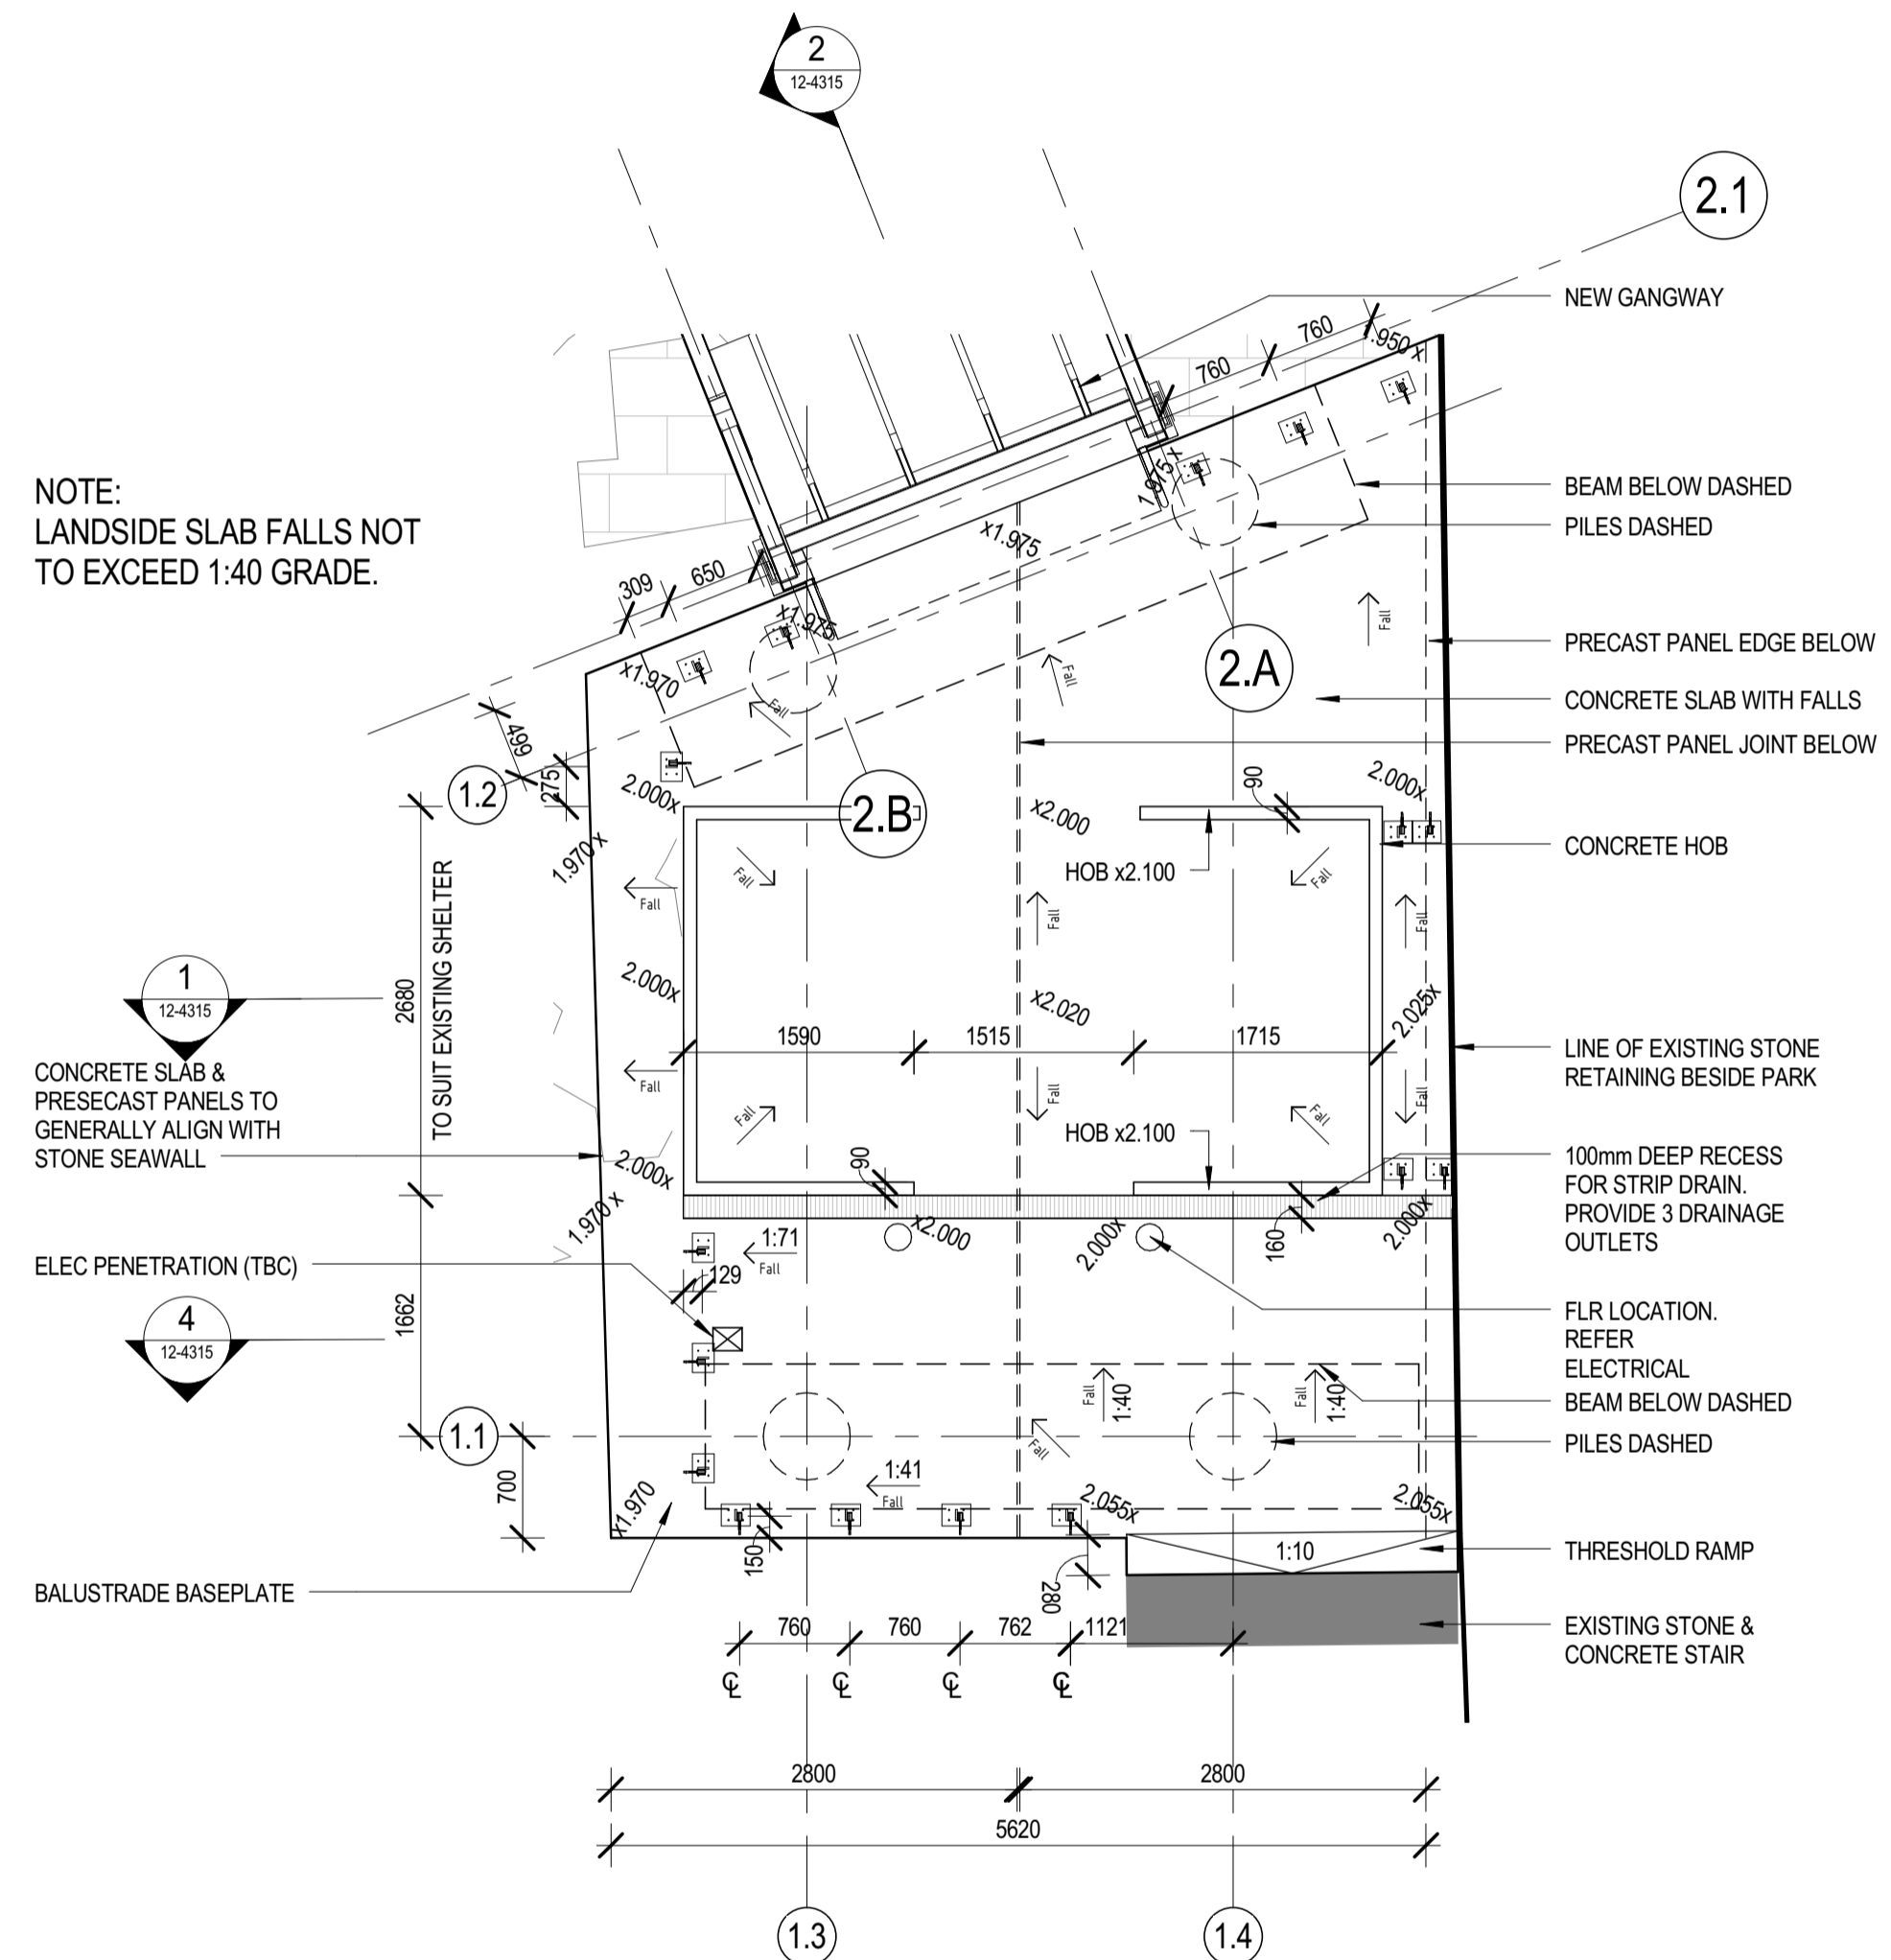 2
12-4315
2.1
NEW GANGWAY
760
1.950 x
760
NOTE:
LANDSIDE SLAB FALLS NOT
TO EXCEED 1:40 GRADE.
BEAM BELOW DASHED
1.975 x
PILES DASHED
x1.975
309
650
x1.975
Fall
PRECAST PANEL EDGE BELOW
2.A
x1.970
Fall
CONCRETE SLAB WITH FALLS
Fall
499
PRECAST PANEL JOINT BELOW
1.2
275
2.000x
2.B
x2.000
90
2.000x
1.970 x
HOB x2.100
CONCRETE HOB
Fall
Fall
Fall
Fall
Fall
TO SUIT EXISTING SHELTER
2680
1
12-4315
2.000x
x2.020
2.025x
1590
1515
1715
LINE OF EXISTING STONE
RETAINING BESIDE PARK
CONCRETE SLAB &
PRESECAST PANELS TO
GENERALLY ALIGN WITH
STONE SEAWALL
Fall
Fall
Fall
Fall
Fall
HOB x2.100
90
2.000x
100mm DEEP RECESS
FOR STRIP DRAIN.
PROVIDE 3 DRAINAGE
OUTLETS
1.970 x
x2.000
2.000x
160
2.000x
1:71
Fall
129
ELEC PENETRATION (TBC)
1662
4
12-4315
FLR LOCATION.
REFER
ELECTRICAL
BEAM BELOW DASHED
Fall
1:40
Fall
1:40
1.1
Fall
PILES DASHED
700
1:41
Fall
x1.970
2.055x
2.055x
150
1:10
THRESHOLD RAMP
280
BALUSTRADE BASEPLATE
760
760
762
1121
EXISTING STONE &
CONCRETE STAIR
℄
℄
℄
℄
2800
2800
5620
1.3
1.4